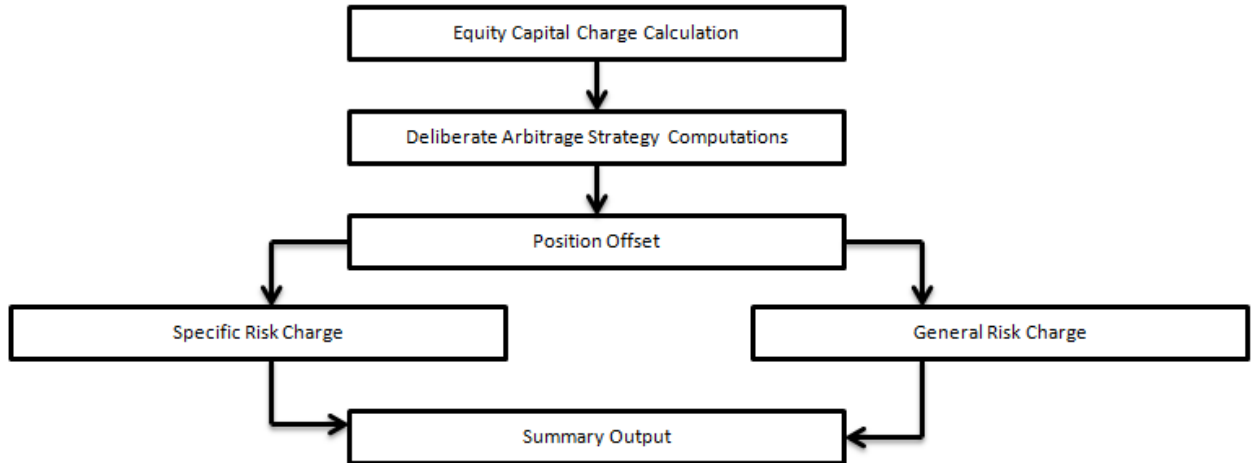 Equity Capital Charge Calculation
Deliberate Arbitrage Strategy Computations
Position Offset
Specific Risk Charge
General Risk Charge
Summary Output